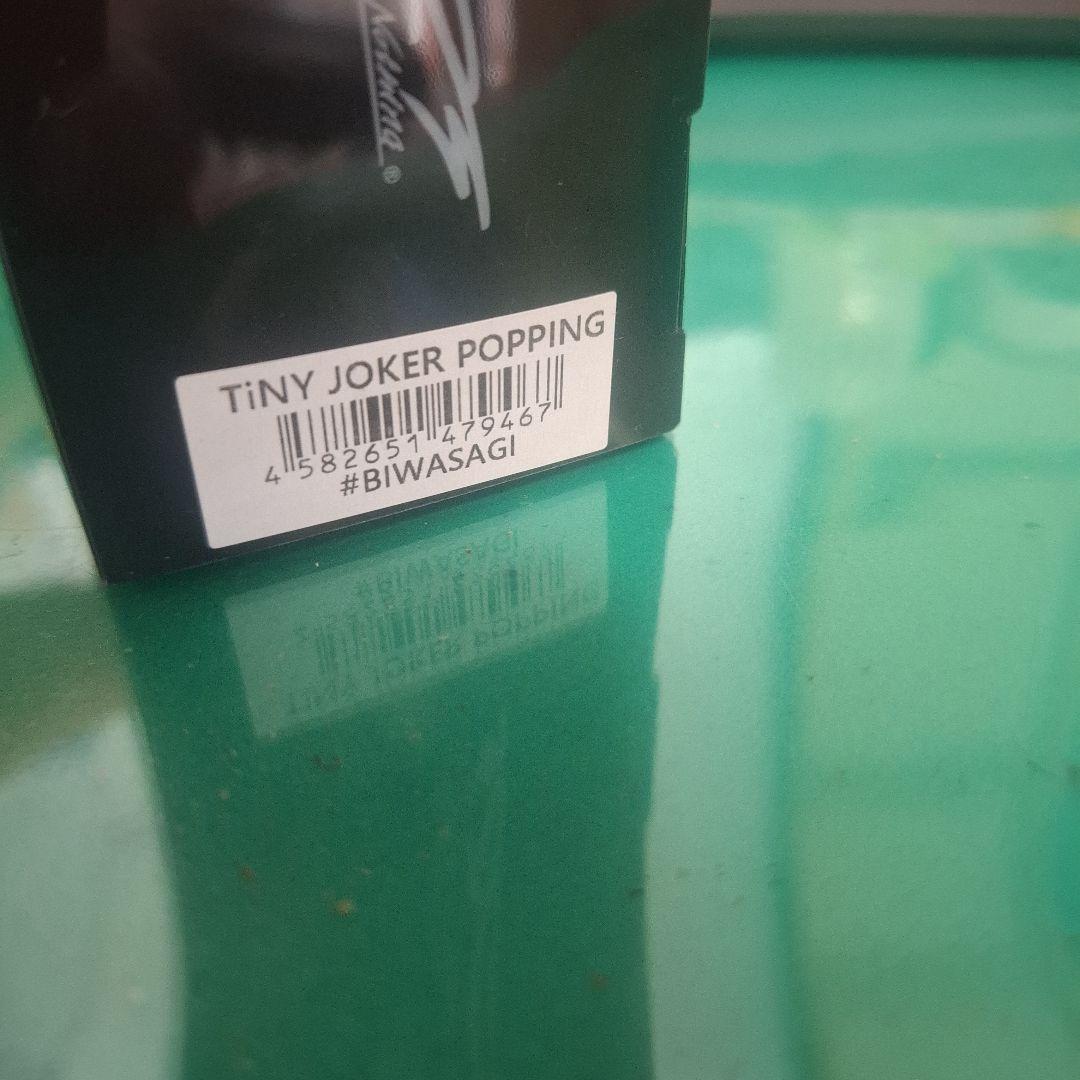 TiNY JOKER POPPING
4 582651 479467
#BIWASAGI